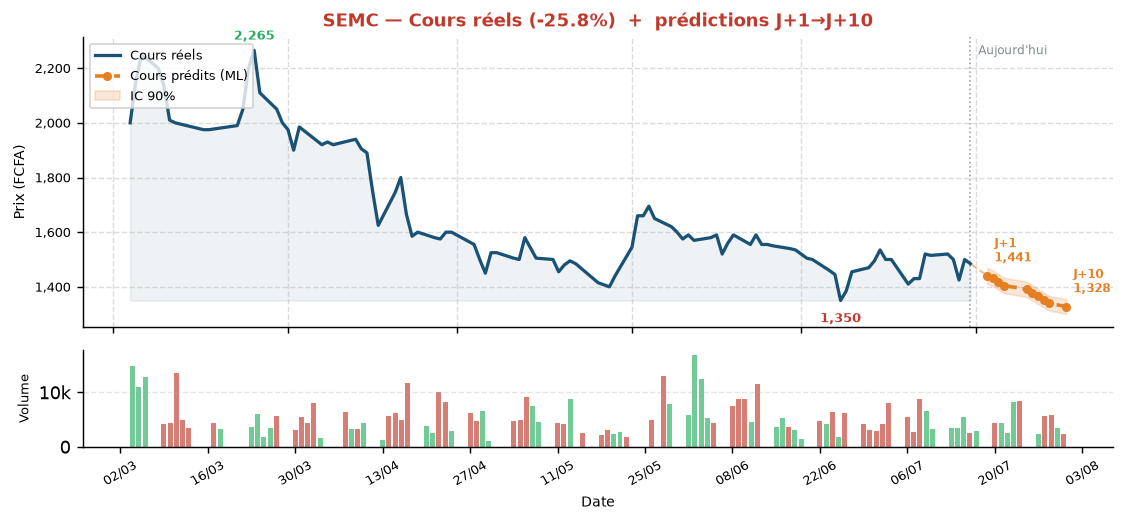 SEMC — Cours réels (-25.8%)  +  prédictions J+1→J+10
2,265
Aujourd'hui
Cours réels
Cours prédits (ML)
IC 90%
Prix (FCFA)
2,200
2,000
1,800
1,600
1,400
J+1
1,441
J+10
1,328
1,350
Volume
10k
0
02/03
16/03
30/03
13/04
27/04
11/05
25/05
08/06
22/06
06/07
20/07
03/08
Date